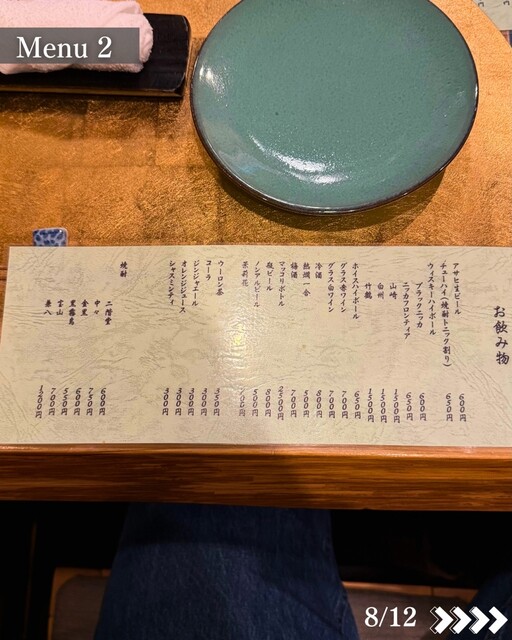 Menu 2
お飲み物
アサヒ生ビール 600円
チューハイ(焼酎トニック割り) 650円
ウィスキーハイボール
ブラックニッカ 600円
ニッカフロンティア 650円
山崎 1500円
白州 1500円
竹鶴 1500円
ホイスハイボール 650円
グラス赤ワイン 700円
グラス白ワイン 700円
冷酒 800円
熱燗一合 500円
梅酒 700円
マッコリボトル 2500円
瓶ビール 800円
ノンアルビール 500円
茉莉花 700円
ウーロン茶 350円
コーラ 300円
ジンジャエール 300円
オレンジジュース 300円
ジャスミンティ 300円
焼酎
二階堂 600円
中々 750円
金黒 600円
黒霧島 550円
宝山 700円
兼八 1200円
8/12